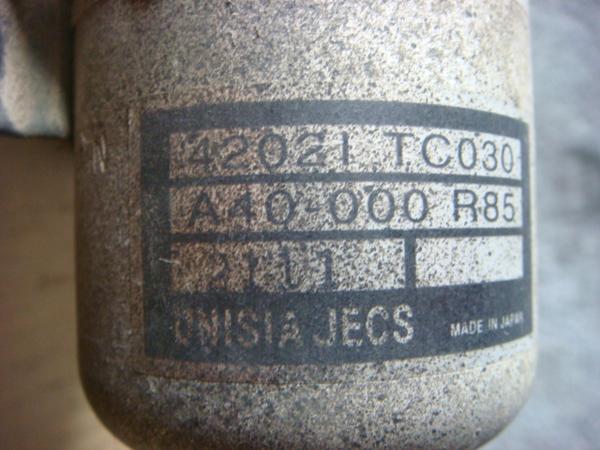 42021 TC030
A40-000 R85
2111
UNISIA JECS MADE IN JAPAN